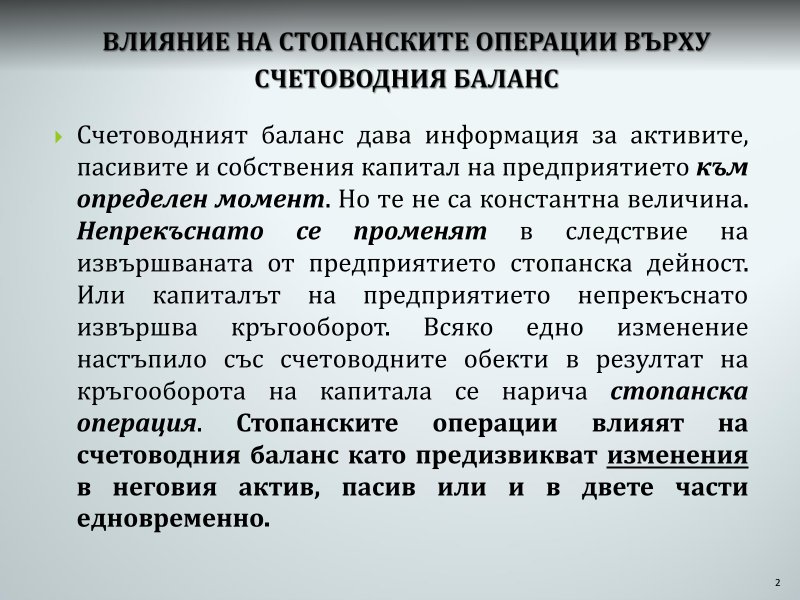 ВЛИЯНИЕ НА СТОПАНСКИТЕ ОПЕРАЦИИ ВЪРХУ
СЧЕТОВОДНИЯ БАЛАНС
Счетоводният баланс дава информация за активите,
пасивите и собствения капитал на предприятието към
определен момент. Но те не са константна величина.
Непрекъснато се променят в следствие на
извършваната от предприятието стопанска дейност.
Или капиталът на предприятието непрекъснато
извършва кръгооборот. Всяко едно изменение
настъпило със счетоводните обекти в резултат на
кръгооборота на капитала се нарича стопанска
операция. Стопанските операции влияят на
счетоводния баланс като предизвикват изменения
в неговия актив, пасив или и в двете части
едновременно.
2